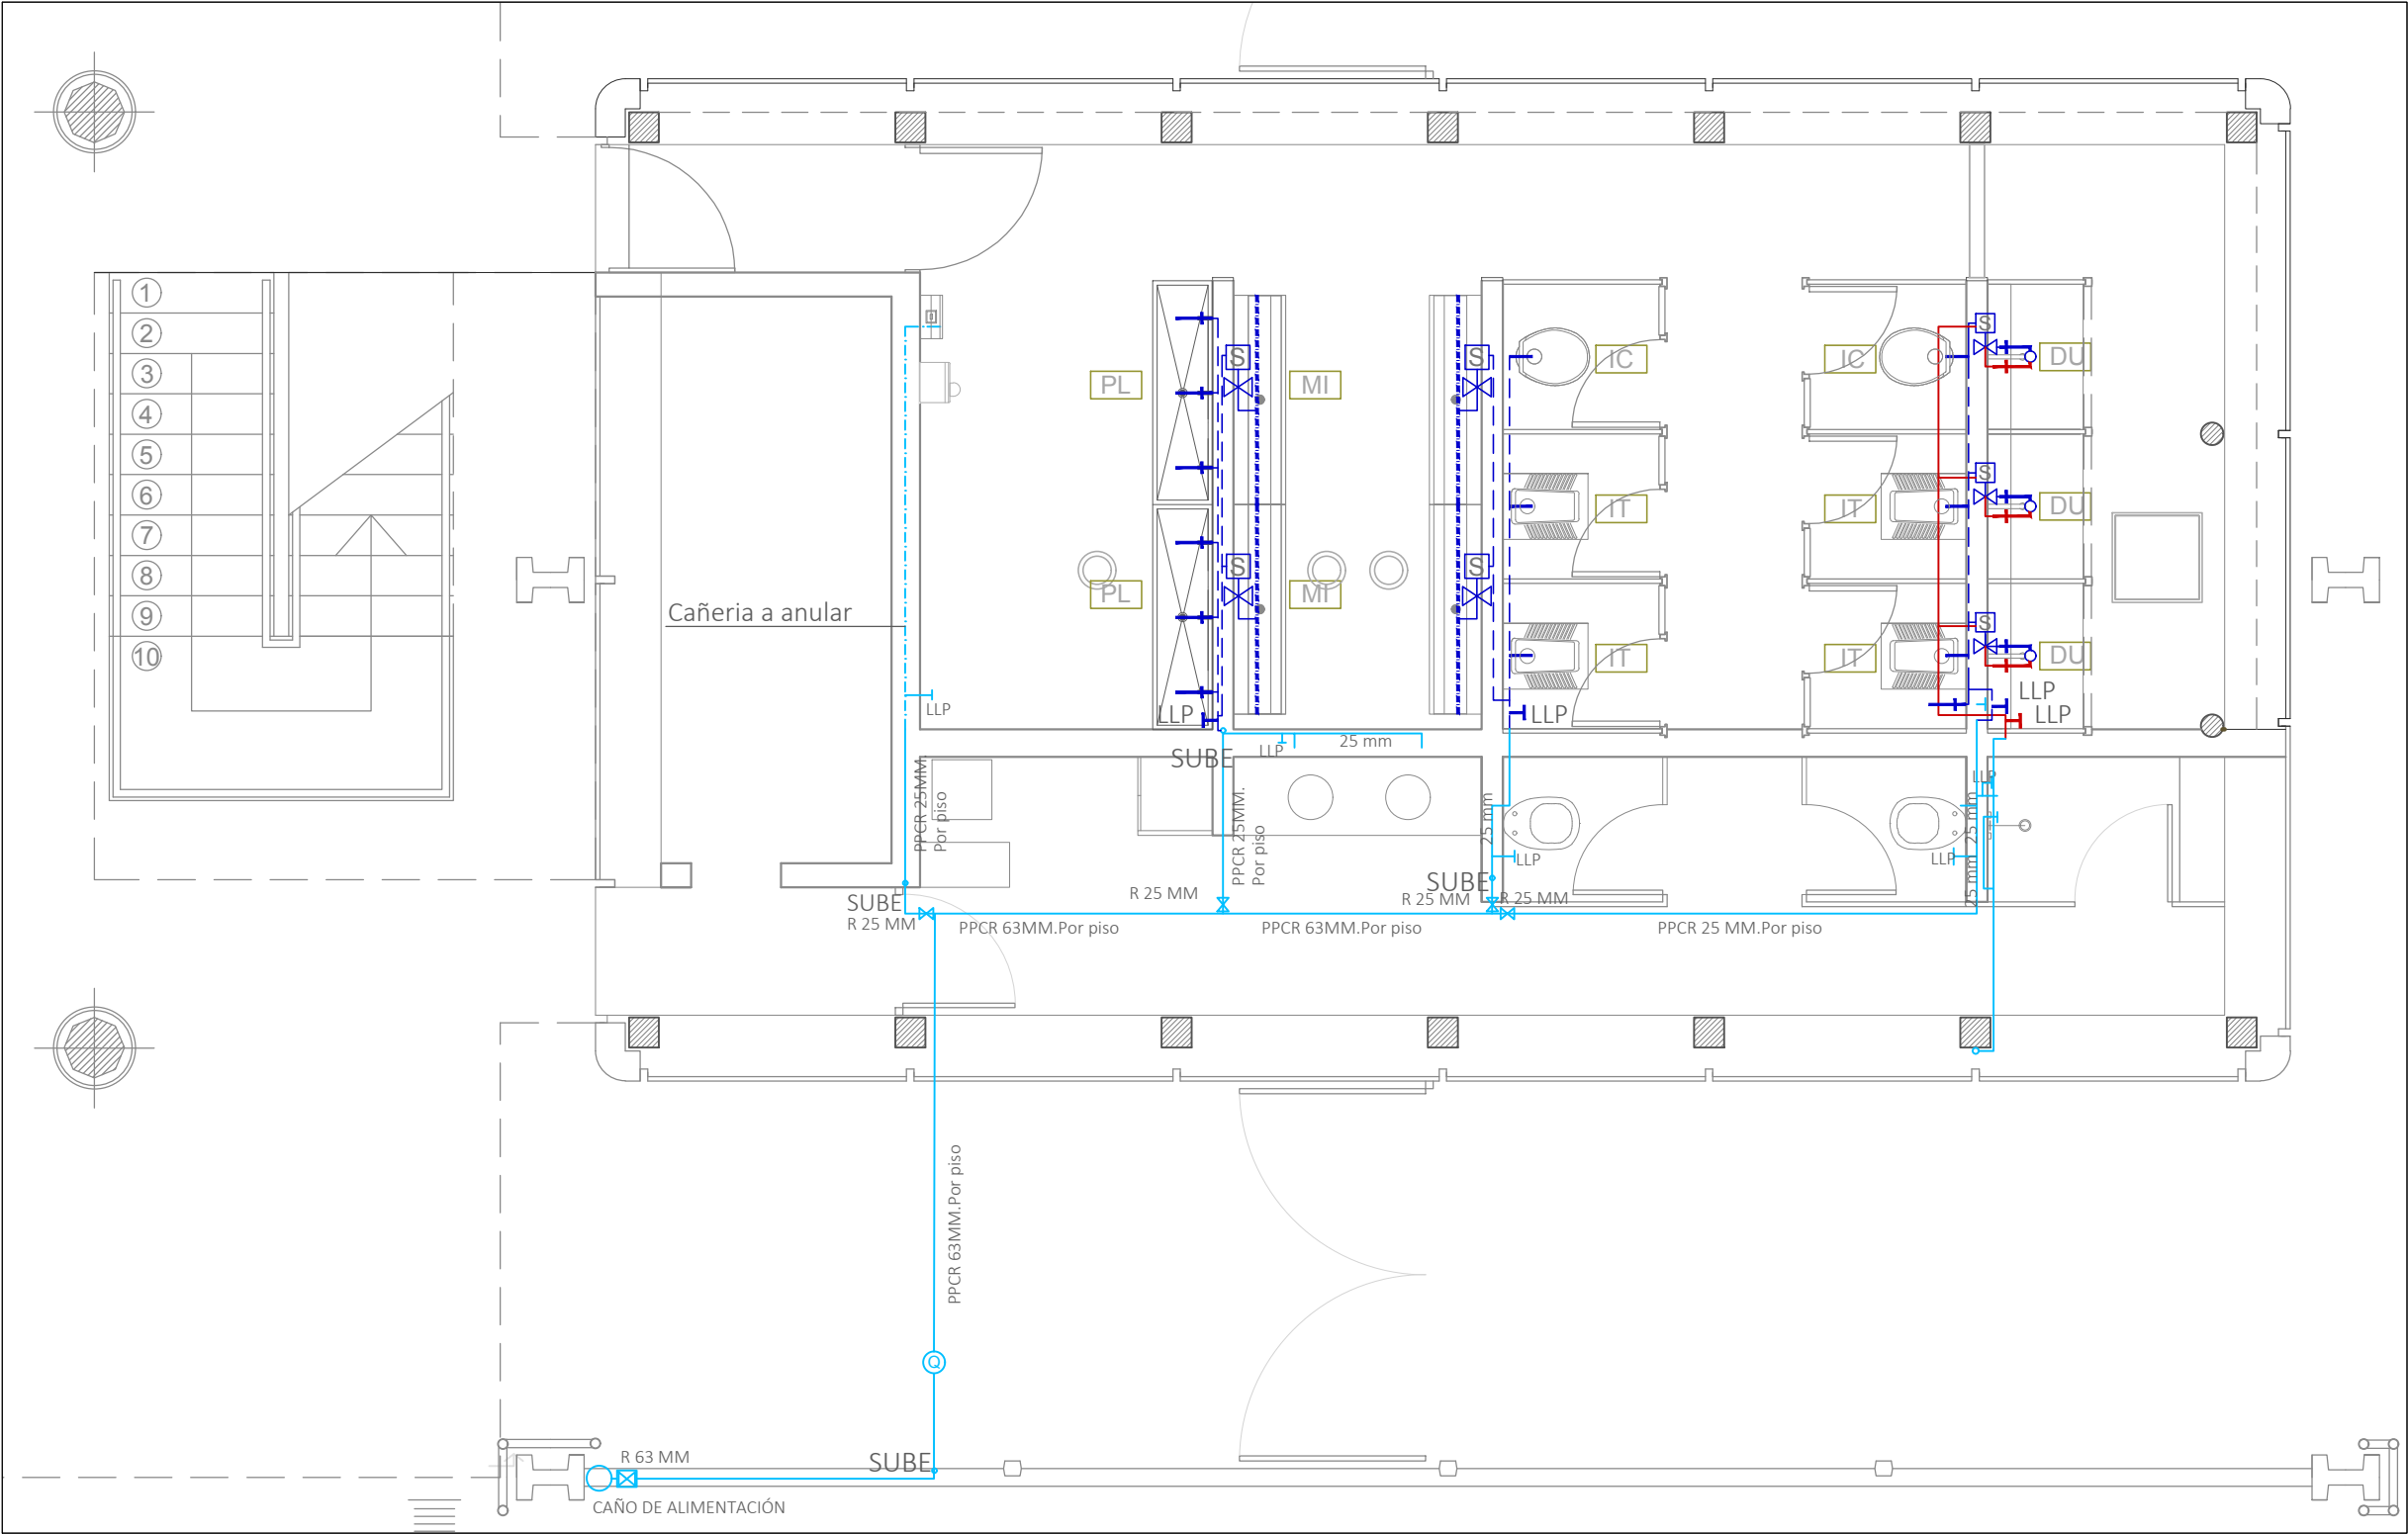 1
2
3
4
5
6
7
8
9
10
Cañeria a anular
LLP
PL
PL
S
S
MI
MI
S
S
IC
IT
IT
IC
IT
IT
S
S
S
DU
DU
DU
LLP
LLP
LLP
LLP
SUBE
LLP
25 mm
PPCR 25MM.
Por piso
PPCR 25MM.
Por piso
25 mm
LLP
LLP
LLP
25 mm
25 mm
SUBE
R 25 MM
R 25 MM
SUBE
R 25 MM
R 25 MM
PPCR 63MM.Por piso
PPCR 63MM.Por piso
PPCR 25 MM.Por piso
PPCR 63MM.Por piso
Q
R 63 MM
SUBE
CAÑO DE ALIMENTACIÓN